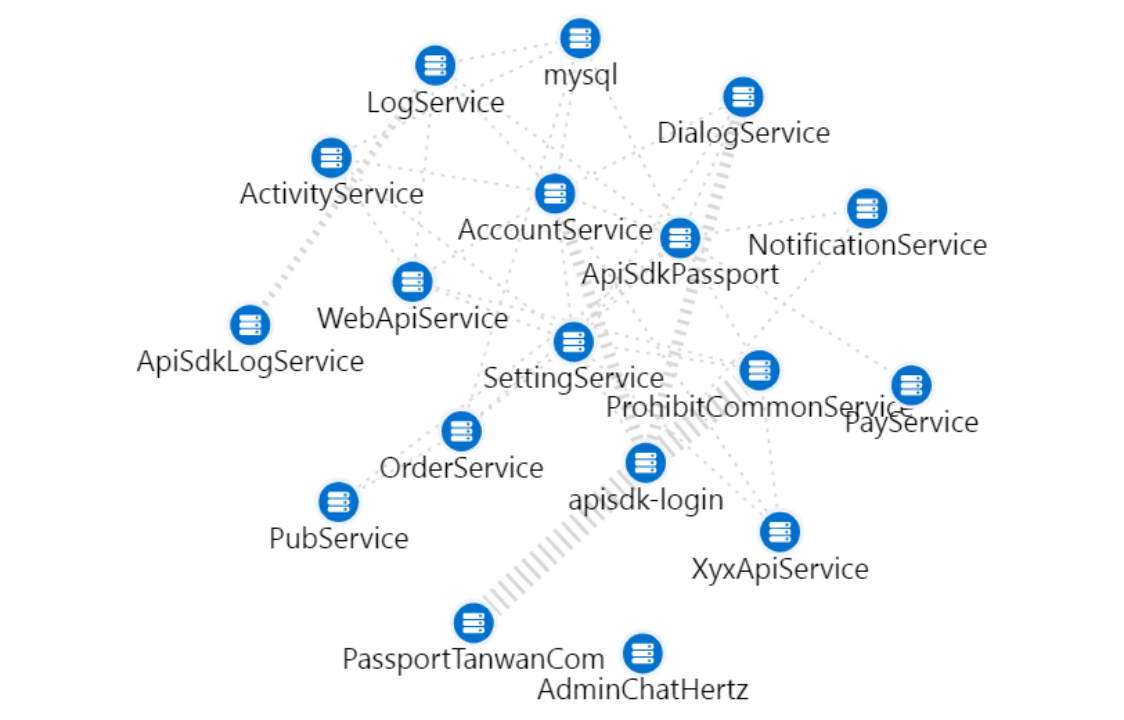 mysql
LogService
DialogService
ActivityService
AccountService
NotificationService
ApiSdkPassport
WebApiService
ApiSdkLogService
SettingService
ProhibitCommonService
PayService
OrderService
apisdk-login
PubService
XyxApiService
PassportTanwanCom
AdminChatHertz